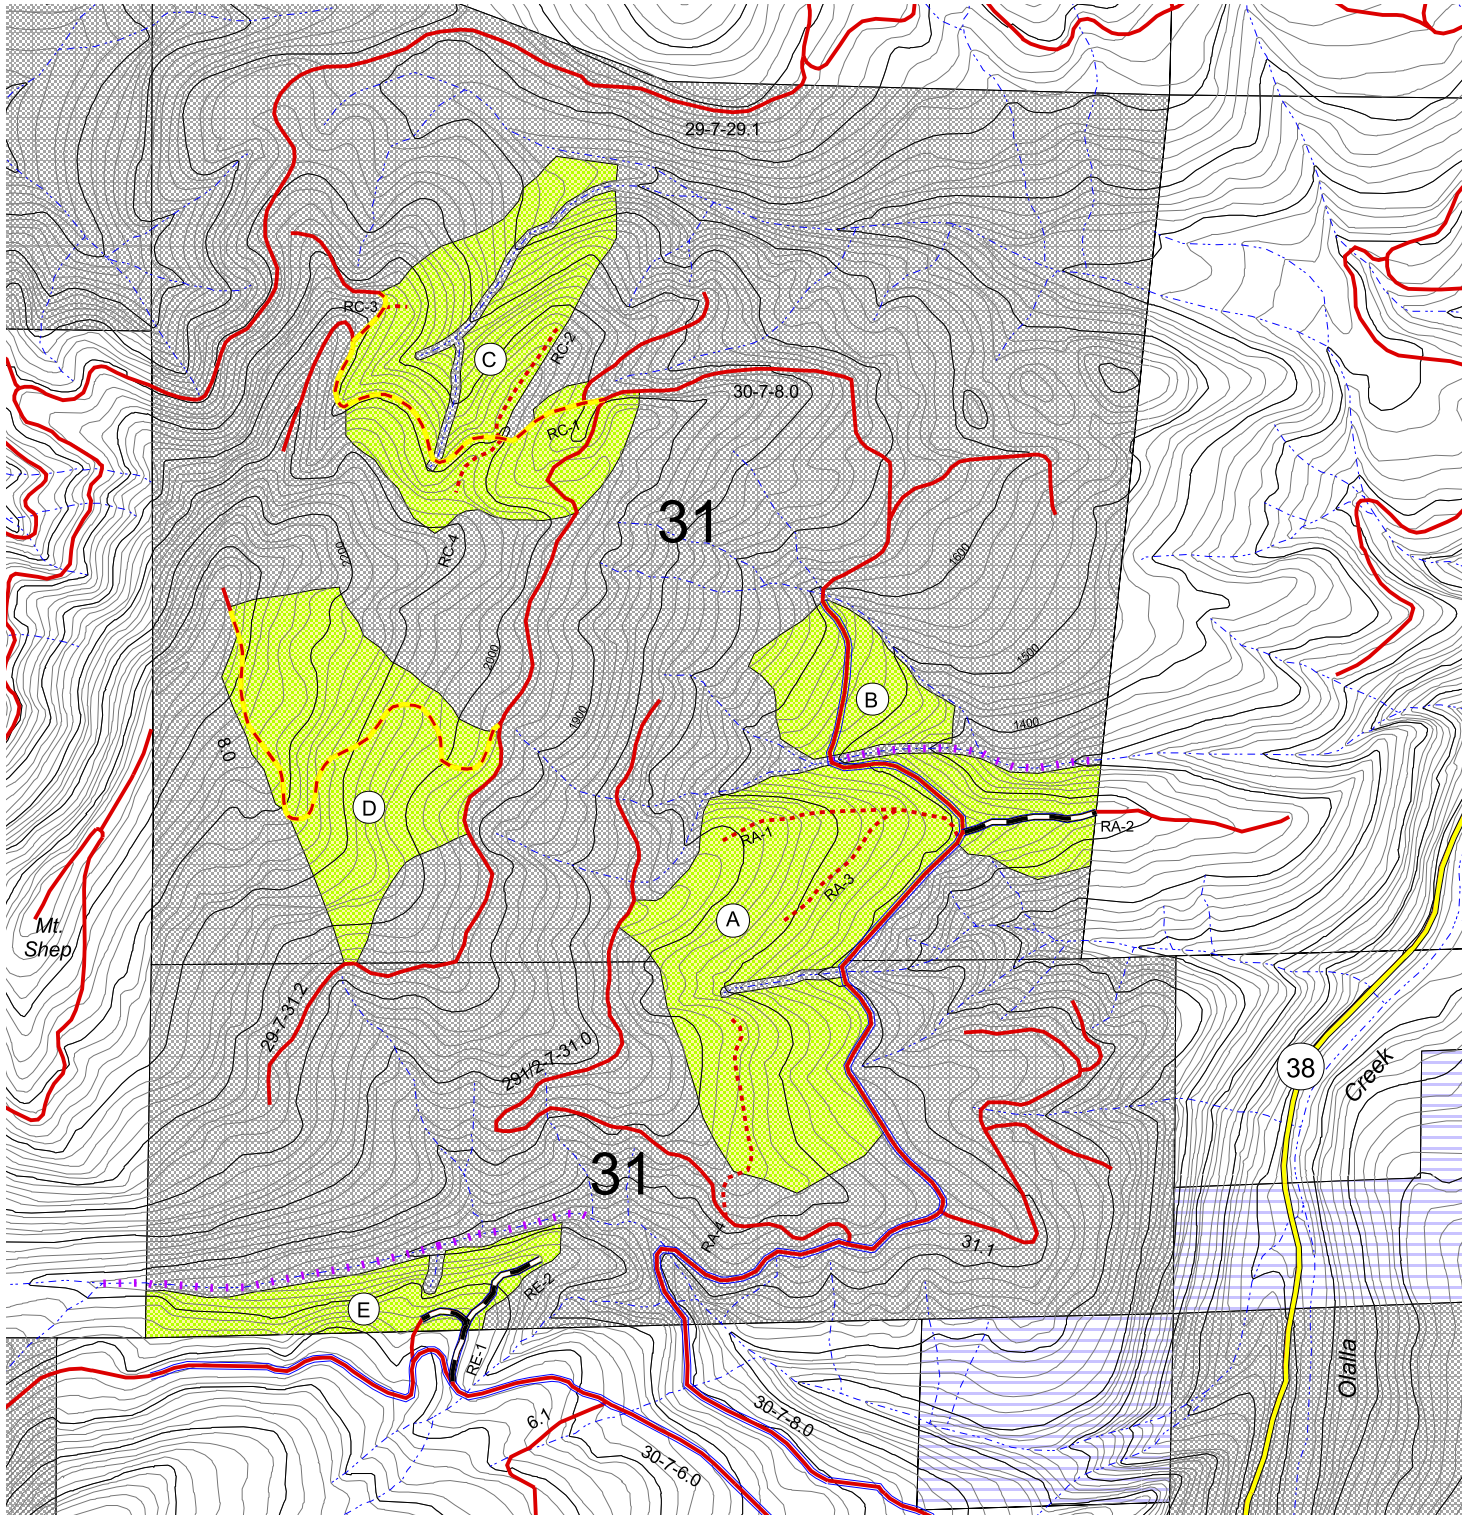 29-7-29.1
RC-3
C
RC-2
30-7-8.0
RC-1
31
RC-4
2200
1600
2000
1500
1900
B
1400
8.0
D
RA-1
RA-2
RA-3
A
Mt.
Shep
29-7-31.2
291/2-7-31.0
38
Creek
31
RA-4
31.1
RE-2
E
RE-1
Olalla
6.1
30-7-8.0
30-7-6.0